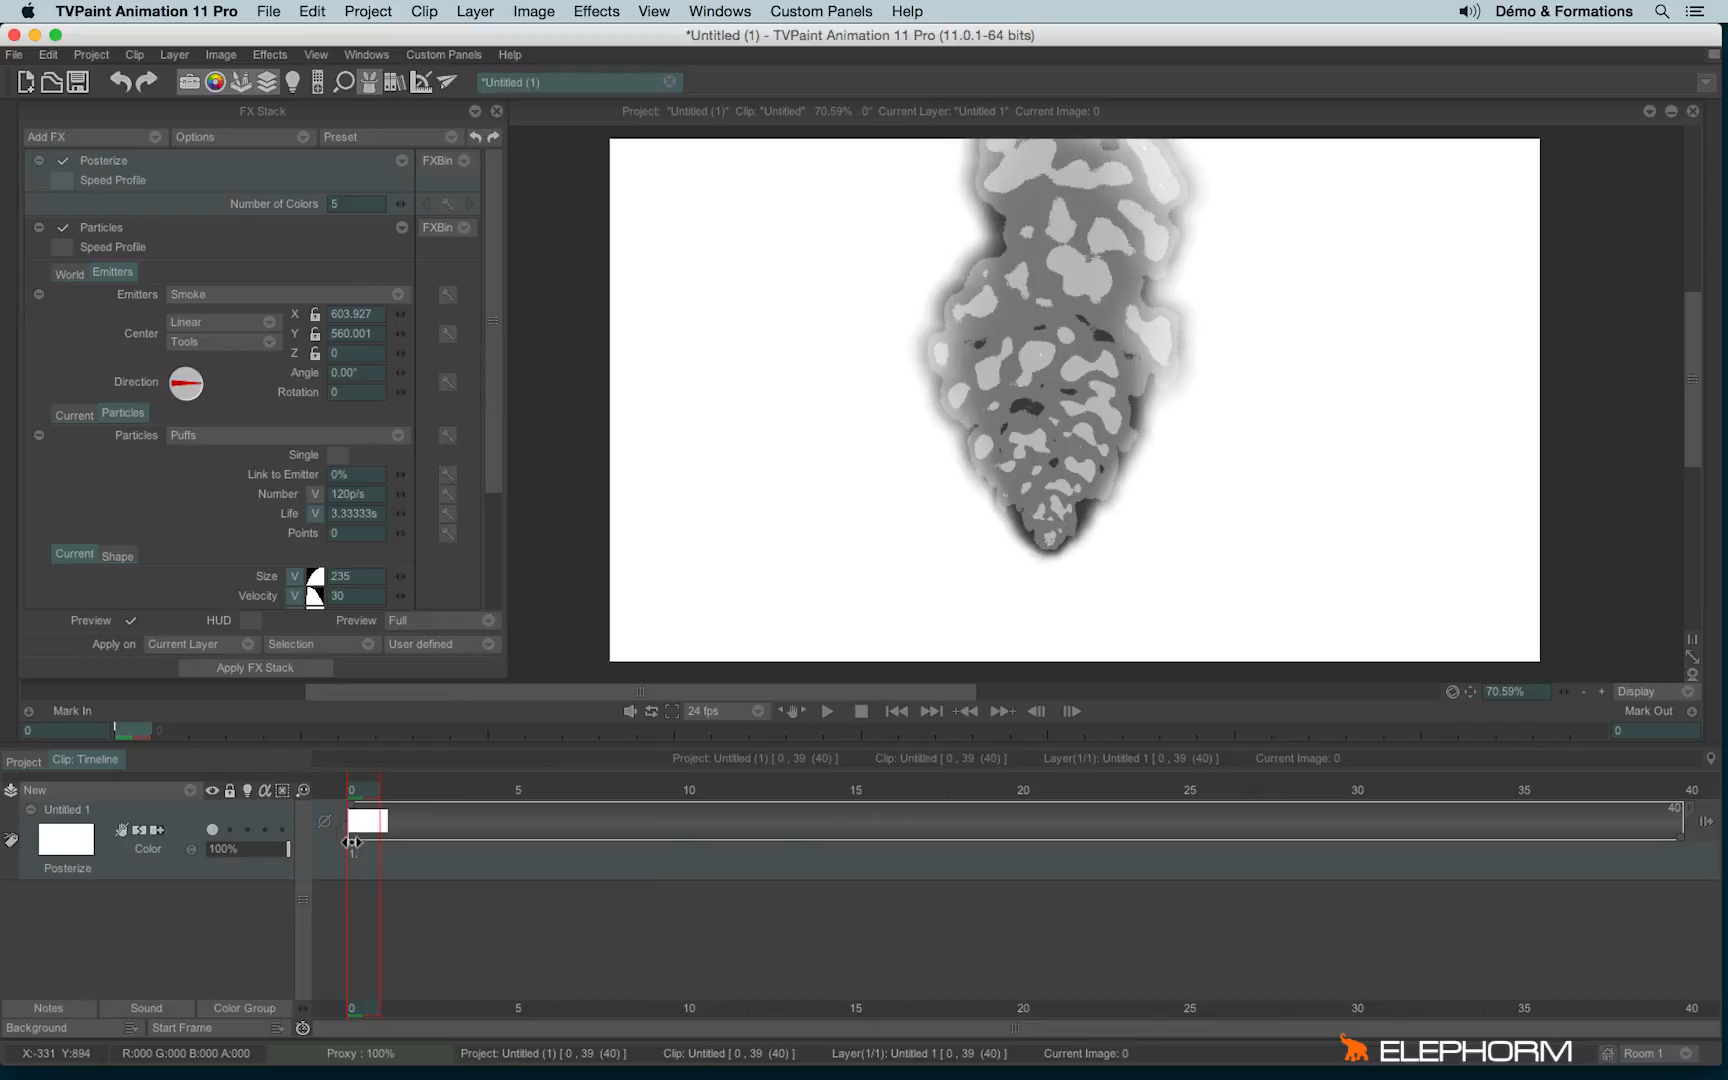 TVPaint Animation 11 Pro File Edit Project Clip Layer Image Effects View Windows Custom Panels Help Démo & Formations
*Untitled (1) - TVPaint Animation 11 Pro (11.0.1-64 bits)
File Edit Project Clip Layer Image Effects View Windows Custom Panels Help
*Untitled (1)
FX Stack
Project: "Untitled (1)" Clip: "Untitled" 70.59% 0° Current Layer: "Untitled 1" Current Image: 0
Add FX Options Preset
Posterize FXBin
Speed Profile
Number of Colors 5
Particles FXBin
Speed Profile
World Emitters
Emitters Smoke
X 603.927
Linear
Center Y 560.001
Tools
Z 0
Angle 0.00°
Direction
Rotation 0
Current Particles
Particles Puffs
Single
Link to Emitter 0%
Number V 120p/s
Life V 3.33333s
Points 0
Current Shape
Size V 235
Velocity V 30
Preview HUD Preview Full
Apply on Current Layer Selection User defined
Apply FX Stack
70.59% - + Display
Mark In 24 fps Mark Out
0 0 0
Project Clip: Timeline Project: Untitled (1) [ 0 , 39 (40) ] Clip: Untitled [ 0 , 39 (40) ] Layer(1/1): Untitled 1 [ 0 , 39 (40) ] Current Image: 0
New 0 5 10 15 20 25 30 35 40
Untitled 1 40
Color 100%
1.
Posterize
Notes Sound Color Group 0 5 10 15 20 25 30 35 40
Background Start Frame
X:-331 Y:894 R:000 G:000 B:000 A:000 Proxy : 100% Project: Untitled (1) [ 0 , 39 (40) ] Clip: Untitled [ 0 , 39 (40) ] Layer(1/1): Untitled 1 [ 0 , 39 (40) ] Current Image: 0 ELEPHORM Room 1